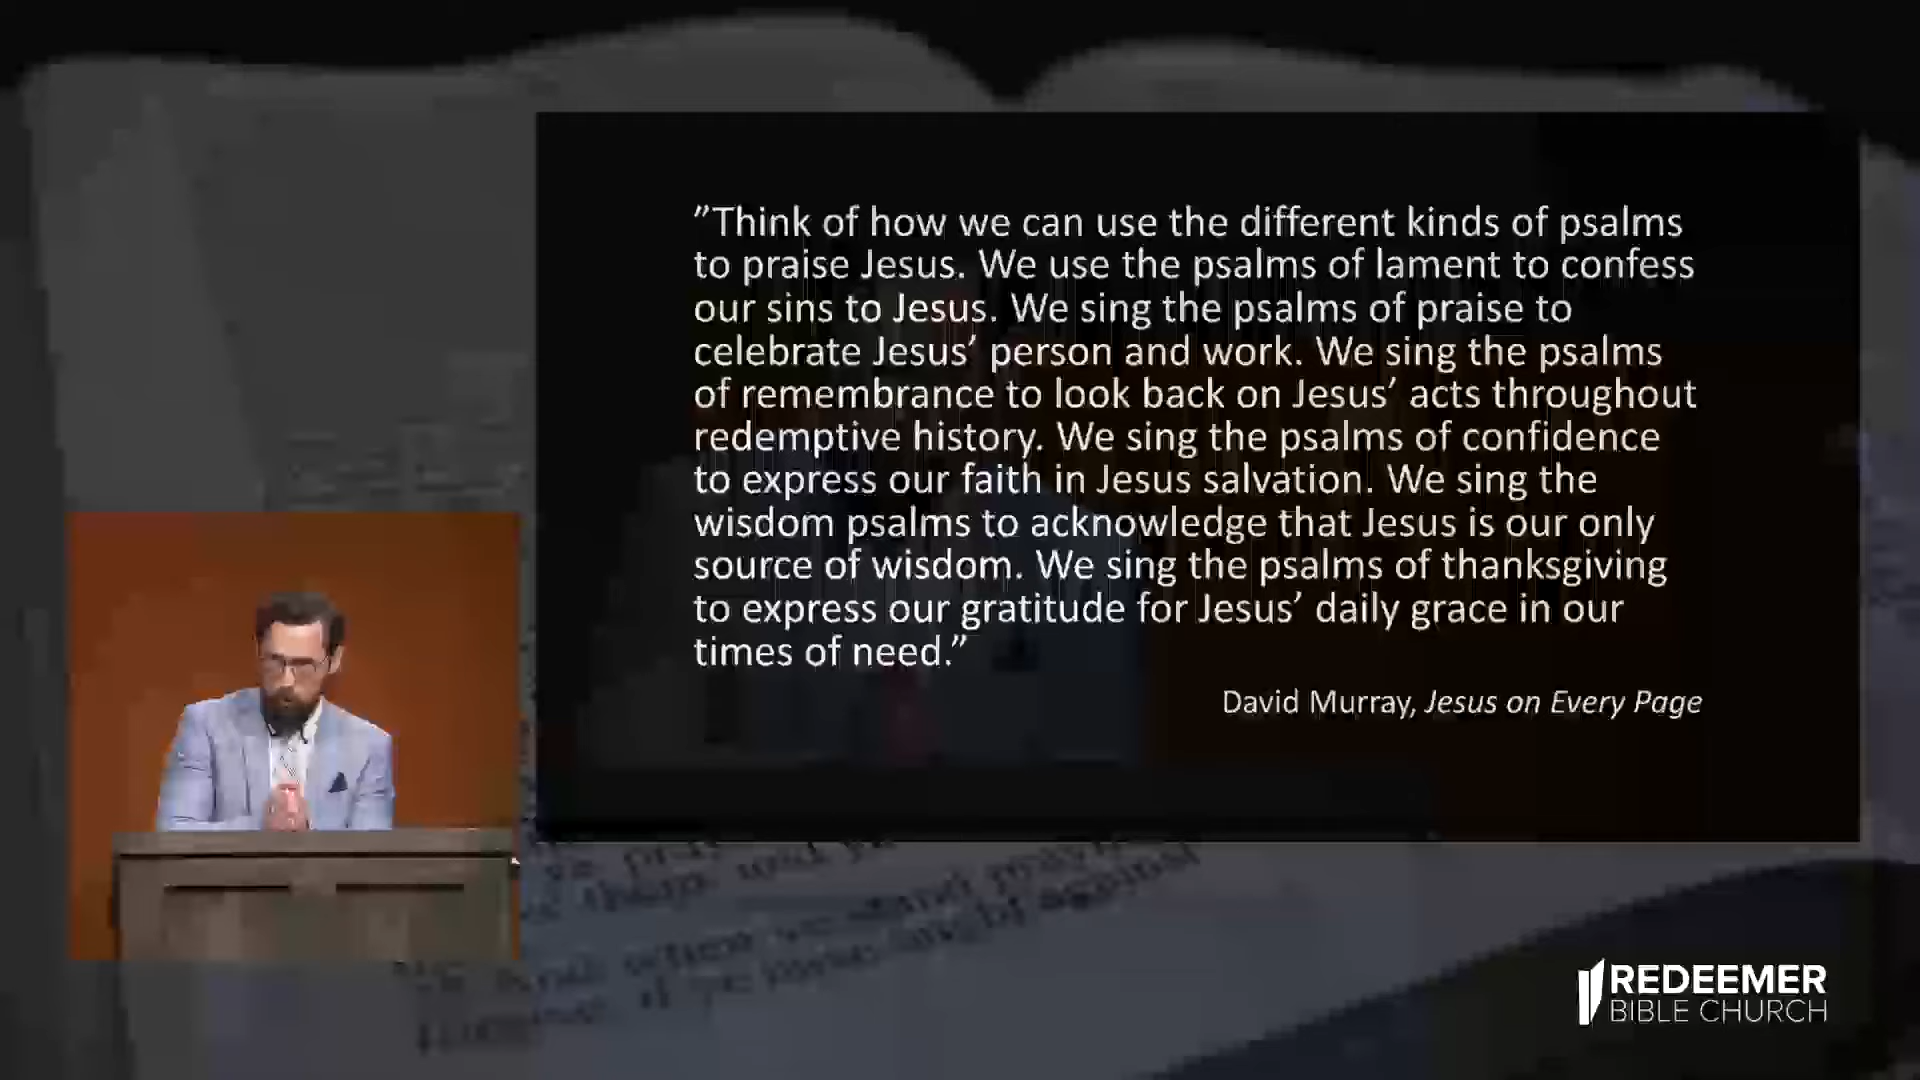 ”Think of how we can use the different kinds of psalms
to praise Jesus. We use the psalms of lament to confess
our sins to Jesus. We sing the psalms of praise to
celebrate Jesus’ person and work. We sing the psalms
of remembrance to look back on Jesus’ acts throughout
redemptive history. We sing the psalms of confidence
to express our faith in Jesus salvation. We sing the
wisdom psalms to acknowledge that Jesus is our only
source of wisdom. We sing the psalms of thanksgiving
to express our gratitude for Jesus’ daily grace in our
times of need.”
David Murray, Jesus on Every Page
against
REDEEMER
BIBLE CHURCH